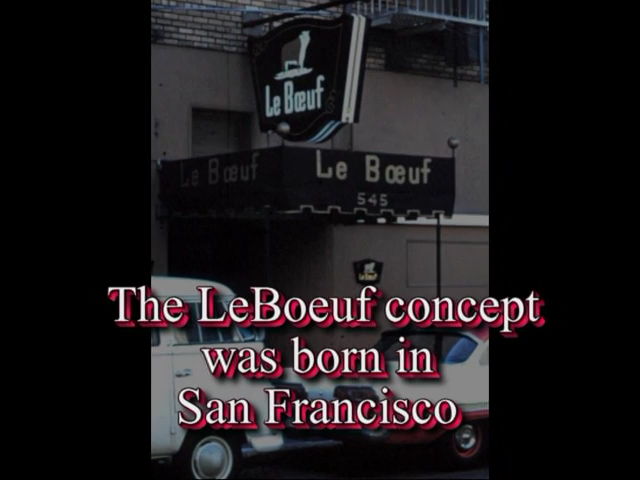 Le Bœuf
Le Bœuf
Le Bœuf
545
The LeBoeuf concept
was born in
San Francisco